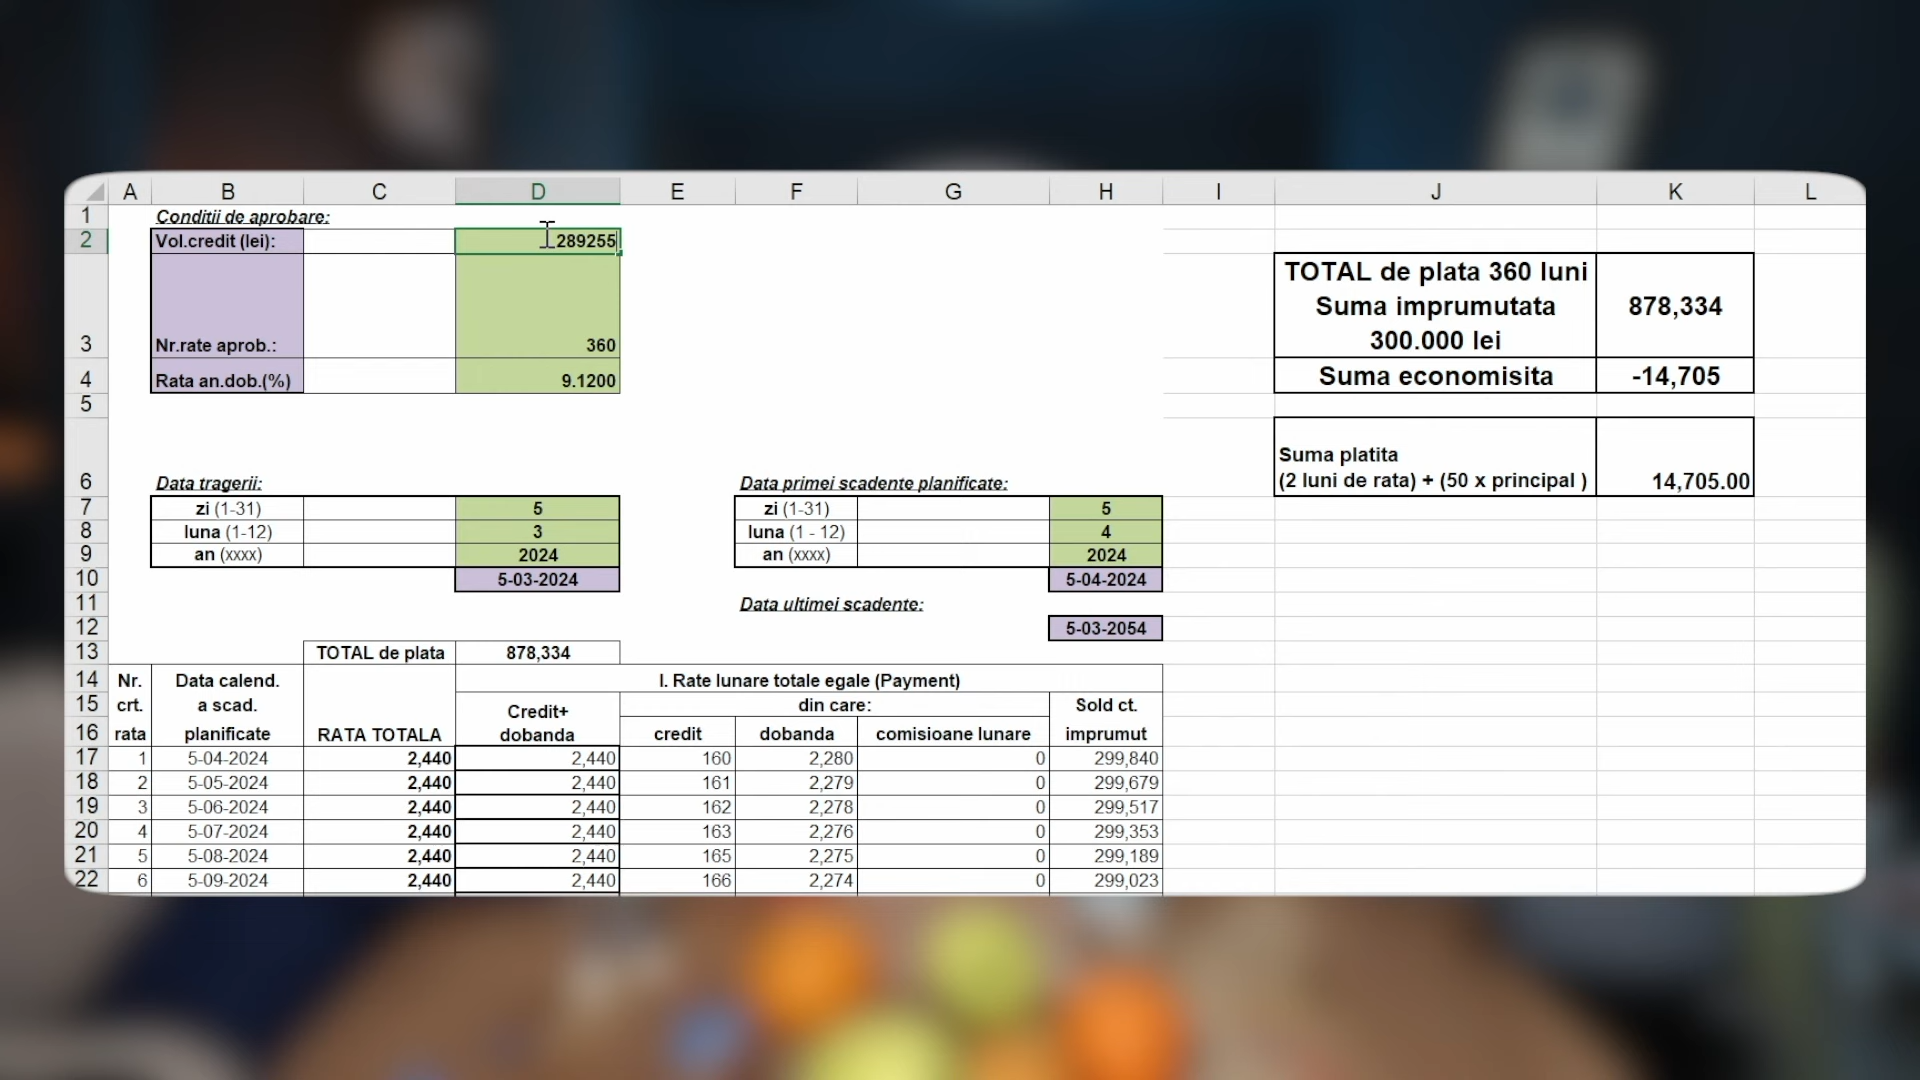 A B C D E F G H I J K L
1 Conditii de aprobare:
2 Vol.credit (lei): 289255
3 Nr.rate aprob.: 360
4 Rata an.dob.(%) 9.1200
5
TOTAL de plata 360 luni
Suma imprumutata
300.000 lei
878,334
Suma economisita -14,705
Suma platita
(2 luni de rata) + (50 x principal ) 14,705.00
6 Data tragerii: Data primei scadente planificate:
7 zi (1-31) 5 zi (1-31) 5
8 luna (1-12) 3 luna (1 - 12) 4
9 an (xxxx) 2024 an (xxxx) 2024
10 5-03-2024 5-04-2024
11 Data ultimei scadente:
12 5-03-2054
13 TOTAL de plata 878,334
14 Nr. Data calend. I. Rate lunare totale egale (Payment)
15 crt. a scad. Credit+ din care: Sold ct.
16 rata planificate RATA TOTALA dobanda credit dobanda comisioane lunare imprumut
17 1 5-04-2024 2,440 2,440 160 2,280 0 299,840
18 2 5-05-2024 2,440 2,440 161 2,279 0 299,679
19 3 5-06-2024 2,440 2,440 162 2,278 0 299,517
20 4 5-07-2024 2,440 2,440 163 2,276 0 299,353
21 5 5-08-2024 2,440 2,440 165 2,275 0 299,189
22 6 5-09-2024 2,440 2,440 166 2,274 0 299,023